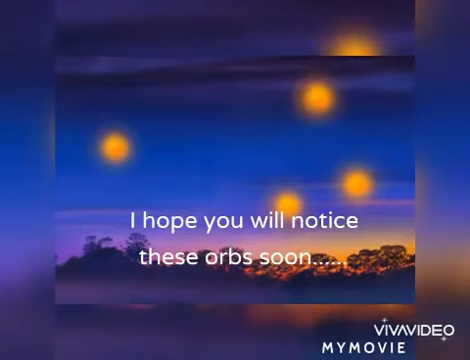 I hope you will notice
these orbs soon......
VIVAVIDEO
MYMOVIE